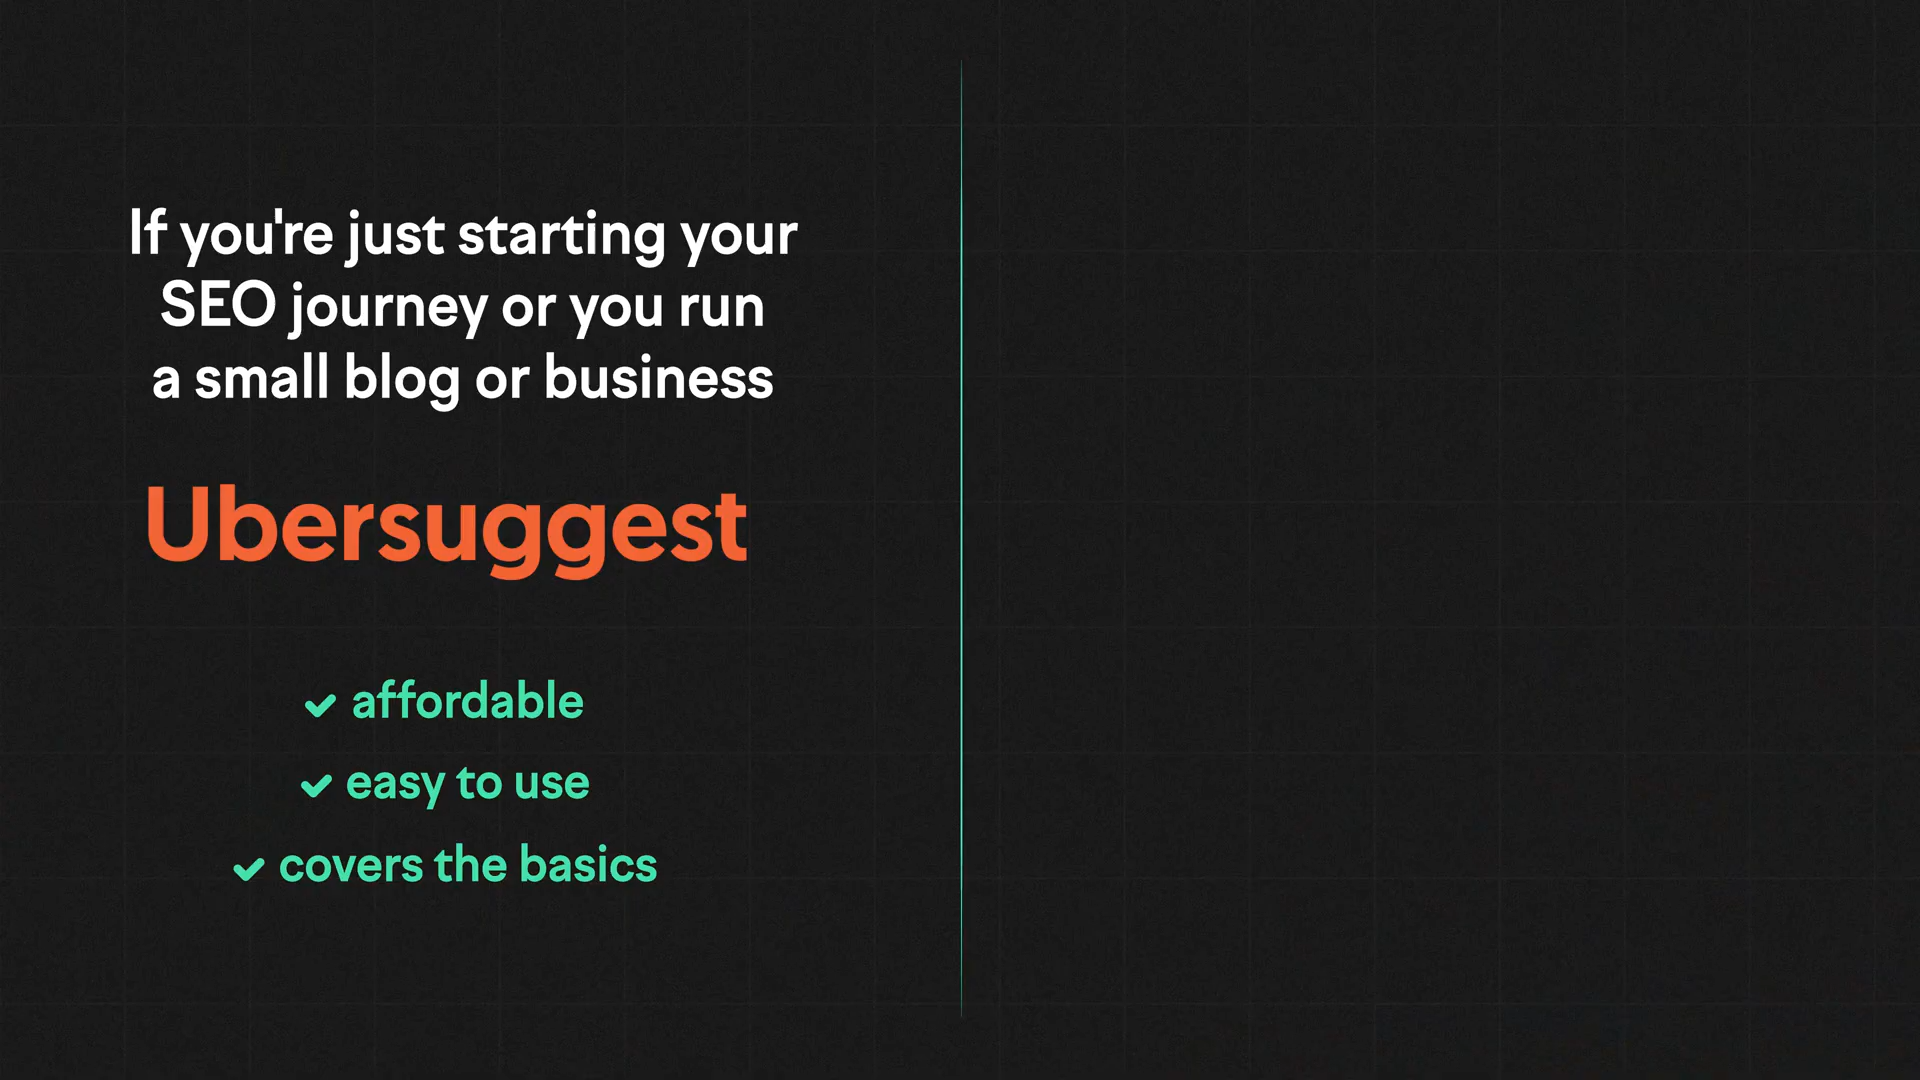 If you're just starting your
SEO journey or you run
a small blog or business
Ubersuggest
affordable
easy to use
covers the basics